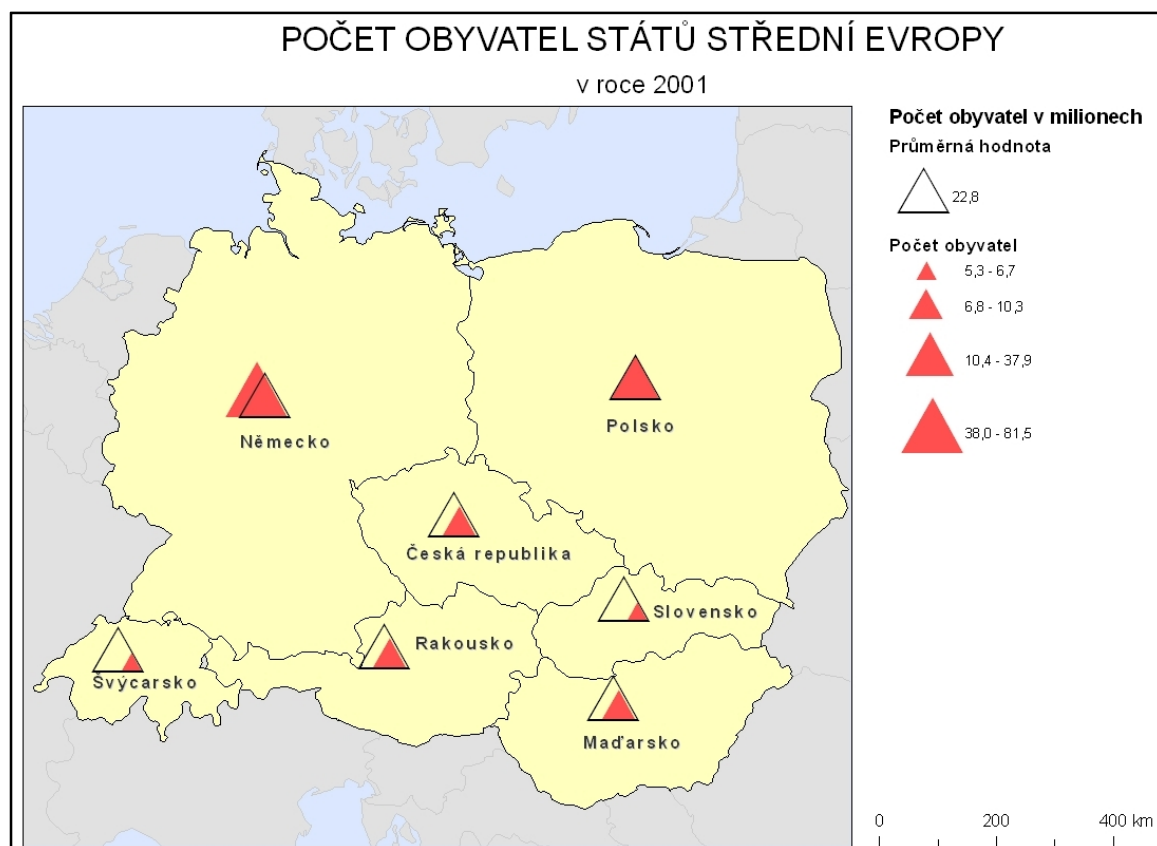 POČET OBYVATEL STÁTŮ STŘEDNÍ EVROPY
v roce 2001
Počet obyvatel v milionech
Průměrná hodnota
22,8
Počet obyvatel
5,3 - 6,7
6,8 - 10,3
10,4 - 37,9
38,0 - 81,5
Německo
Polsko
Česká republika
Slovensko
Rakousko
Švýcarsko
Maďarsko
0 200 400 km